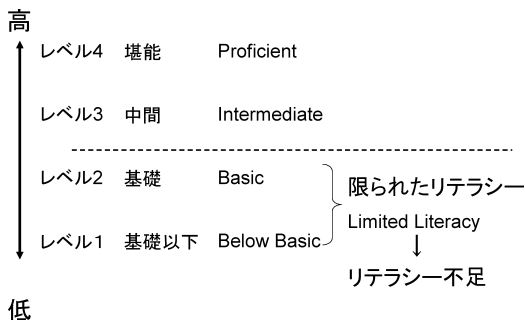 高
レベル4 堪能 Proficient
レベル3 中間 Intermediate
レベル2 基礎 Basic
限られたリテラシー
Limited Literacy
レベル1 基礎以下 Below Basic
リテラシー不足
低